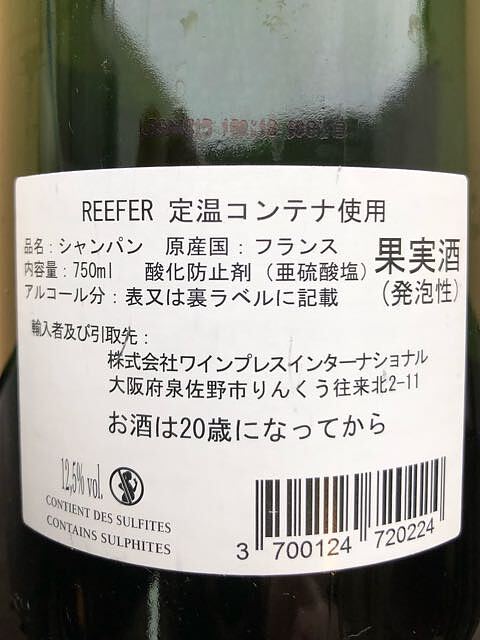 REEFER 定温コンテナ使用
品名：シャンパン 原産国：フランス 果実酒
内容量：750ml 酸化防止剤（亜硫酸塩） (発泡性)
アルコール分：表又は裏ラベルに記載
輸入者及び引取先：
株式会社ワインプレスインターナショナル
大阪府泉佐野市りんくう往来北2-11
お酒は20歳になってから
12,5% vol.
CONTIENT DES SULFITES
CONTAINS SULPHITES
3 700124 720224